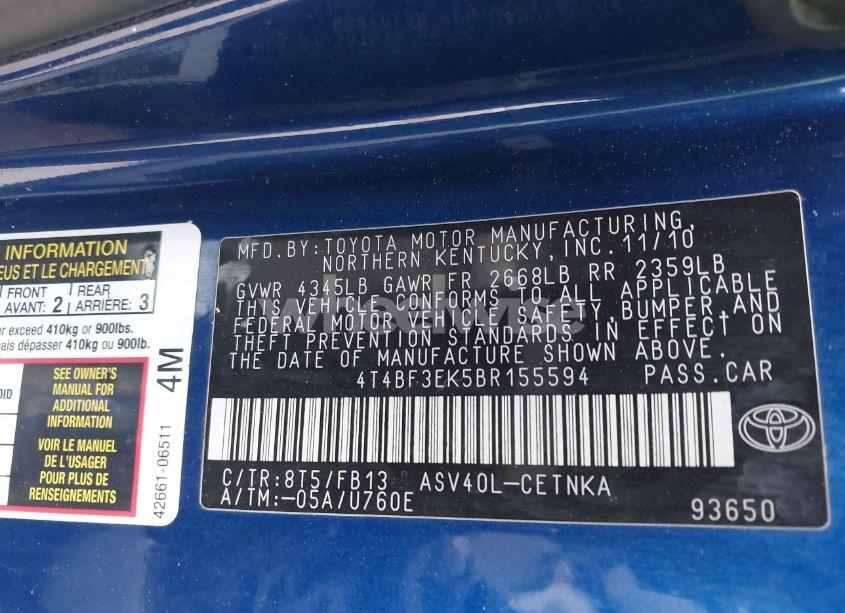 INFORMATION
EUS ET LE CHARGEMENT
FRONT
AVANT: 2
REAR
ARRIÈRE: 3
er exceed 410kg or 900lbs.
mais dépasser 410kg ou 900lb.
SEE OWNER'S
MANUAL FOR
ADDITIONAL
INFORMATION
VOIR LE MANUEL
DE L'USAGER
POUR PLUS DE
RENSEIGNEMENTS
4M
42661-06511
MFD.BY: TOYOTA MOTOR MANUFACTURING,
NORTHERN KENTUCKY, INC. 11/10
GVWR 4345LB GAWR FR 2668LB RR 2359LB
THIS VEHICLE CONFORMS TO ALL APPLICABLE
FEDERAL MOTOR VEHICLE SAFETY, BUMPER, AND
THEFT PREVENTION STANDARDS IN EFFECT ON
THE DATE OF MANUFACTURE SHOWN ABOVE.
4T4BF3EK5BR155594 PASS.CAR
C/TR: 8T5/FB13 ASV40L-CETNKA
A/TM:-05A/U760E
93650